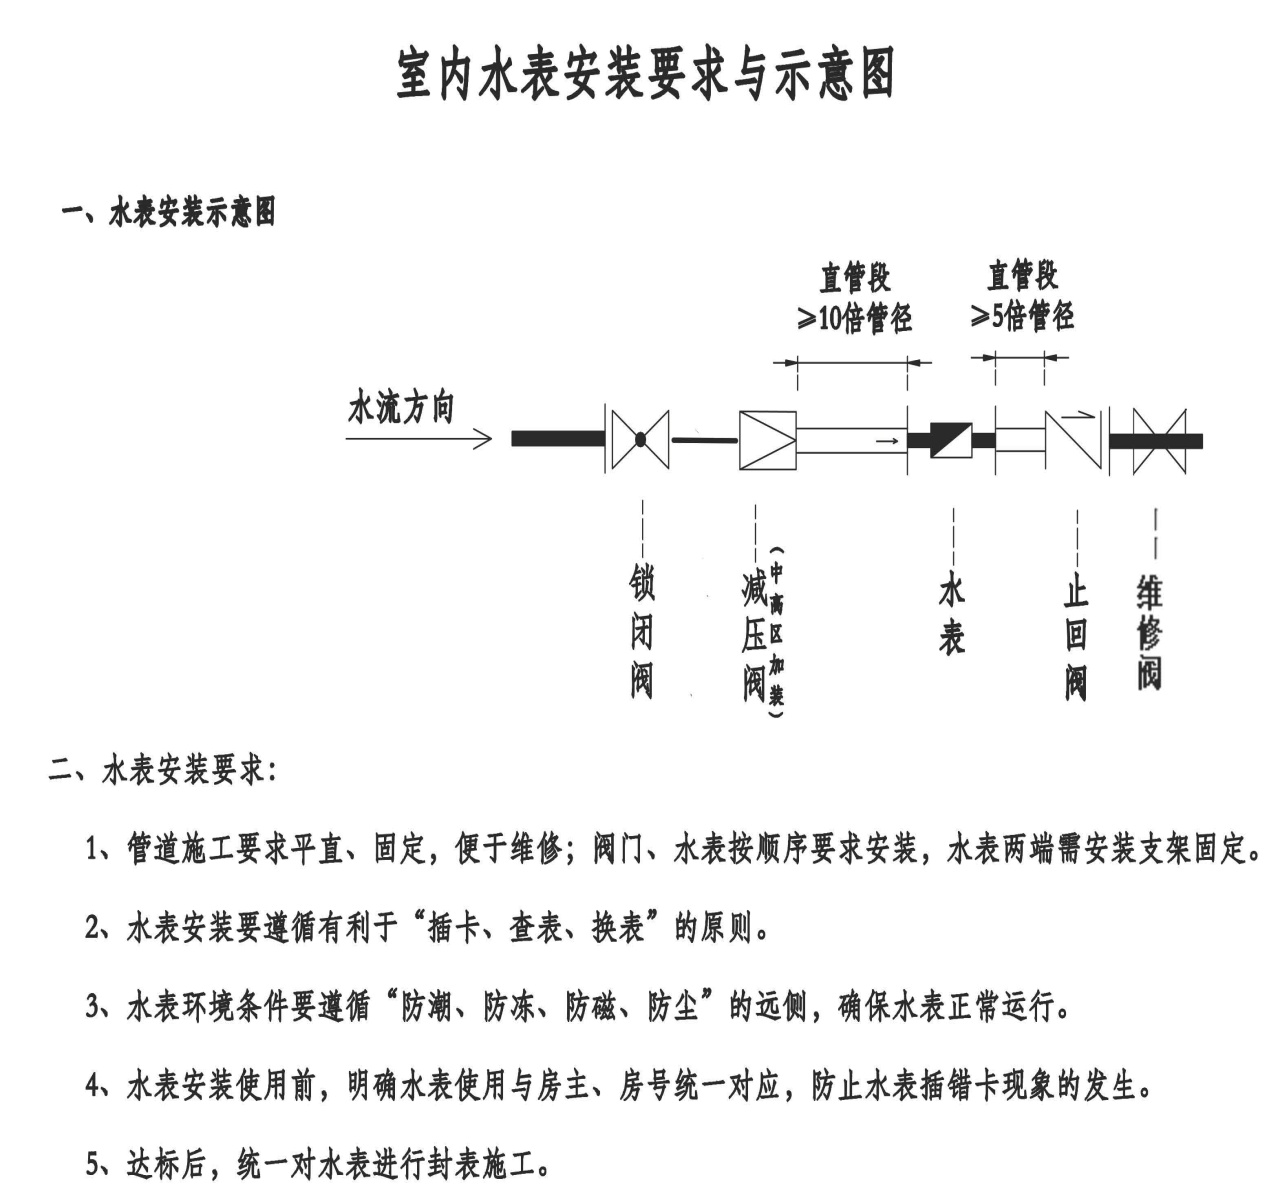 室内水表安装要求与示意图
一、水表安装示意图
直管段
≥10倍管径
直管段
≥5倍管径
水流方向
锁闭阀
减压阀
（中高区加装）
水表
止回阀
维修阀
二、水表安装要求：
1、管道施工要求平直、固定，便于维修；阀门、水表按顺序要求安装，水表两端需安装支架固定。
2、水表安装要遵循有利于“插卡、查表、换表”的原则。
3、水表环境条件要遵循“防潮、防冻、防磁、防尘”的远侧，确保水表正常运行。
4、水表安装使用前，明确水表使用与房主、房号统一对应，防止水表插错卡现象的发生。
5、达标后，统一对水表进行封表施工。